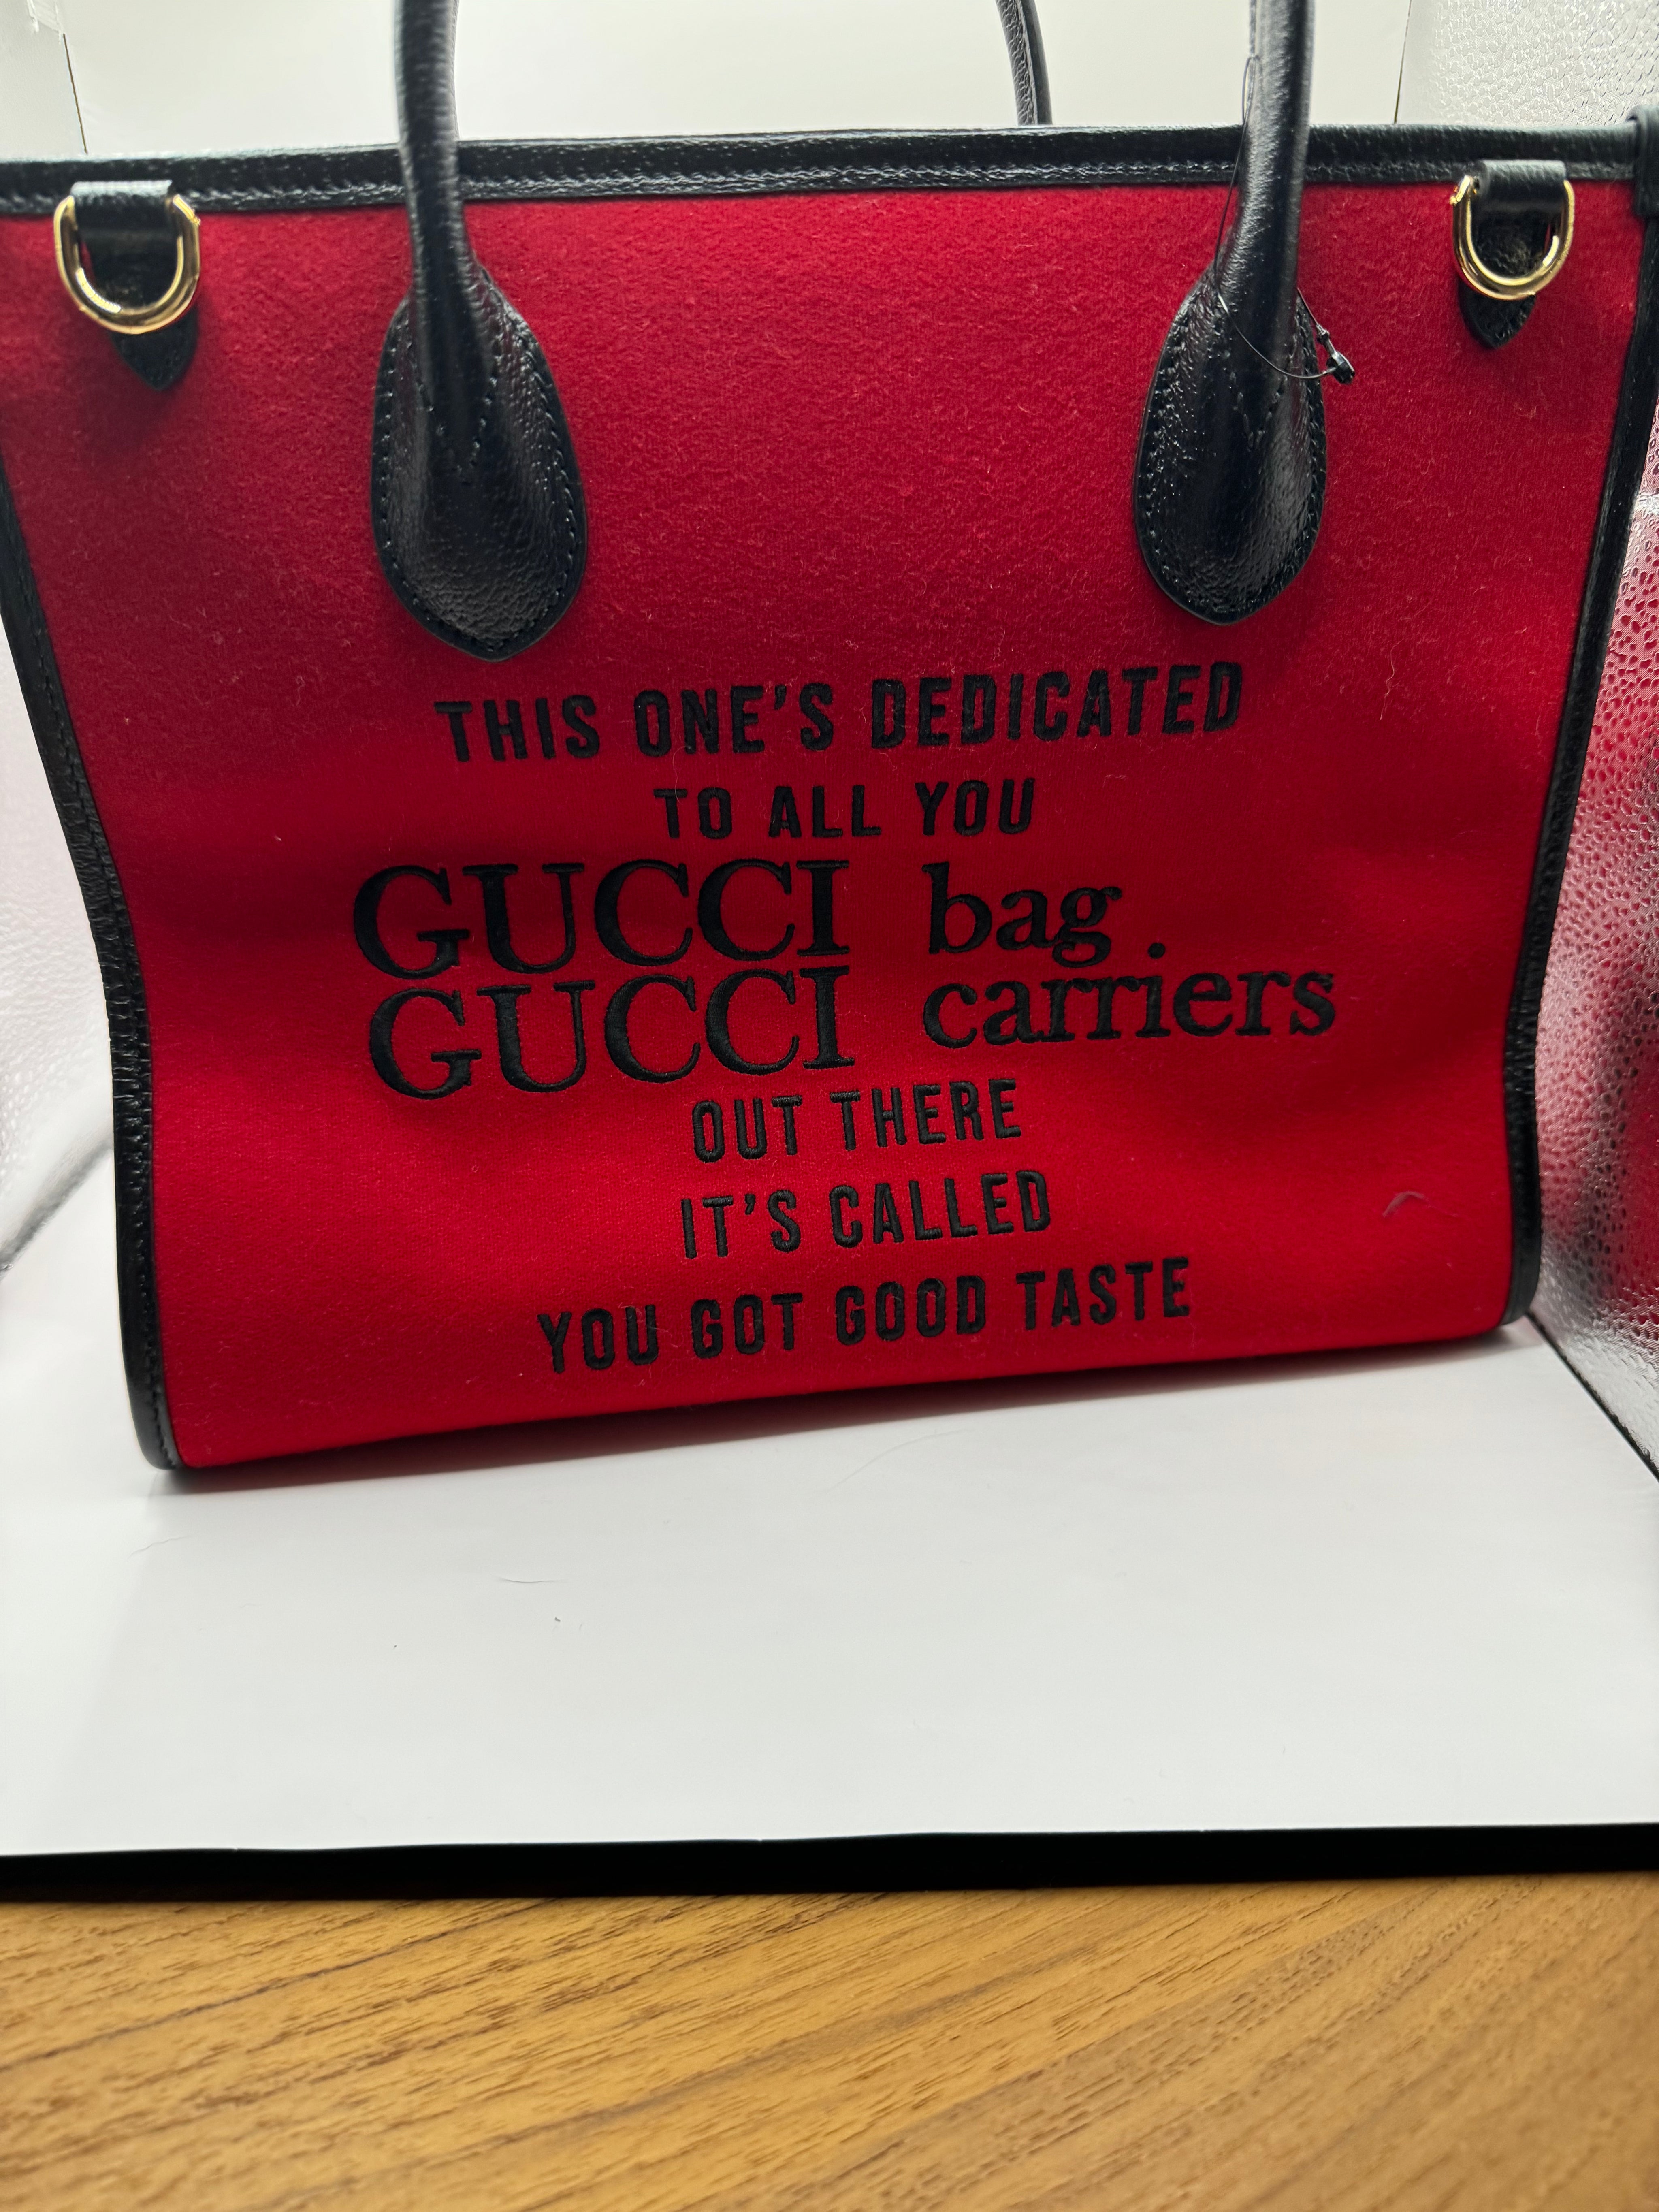 THIS ONE'S DEDICATED
TO ALL YOU
GUCCI bag
GUCCI carriers
OUT THERE
IT'S CALLED
YOU GOT GOOD TASTE